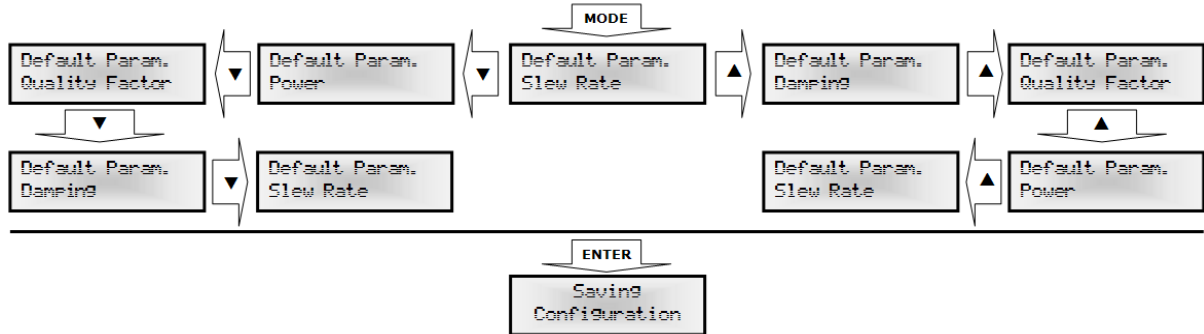 MODE
Default Param.
Quality Factor
▼
Default Param.
Power
▼
Default Param.
Slew Rate
▲
Default Param.
Damping
▲
Default Param.
Quality Factor
▼
▲
Default Param.
Damping
▼
Default Param.
Slew Rate
Default Param.
Slew Rate
▲
Default Param.
Power
ENTER
Saving
Configuration